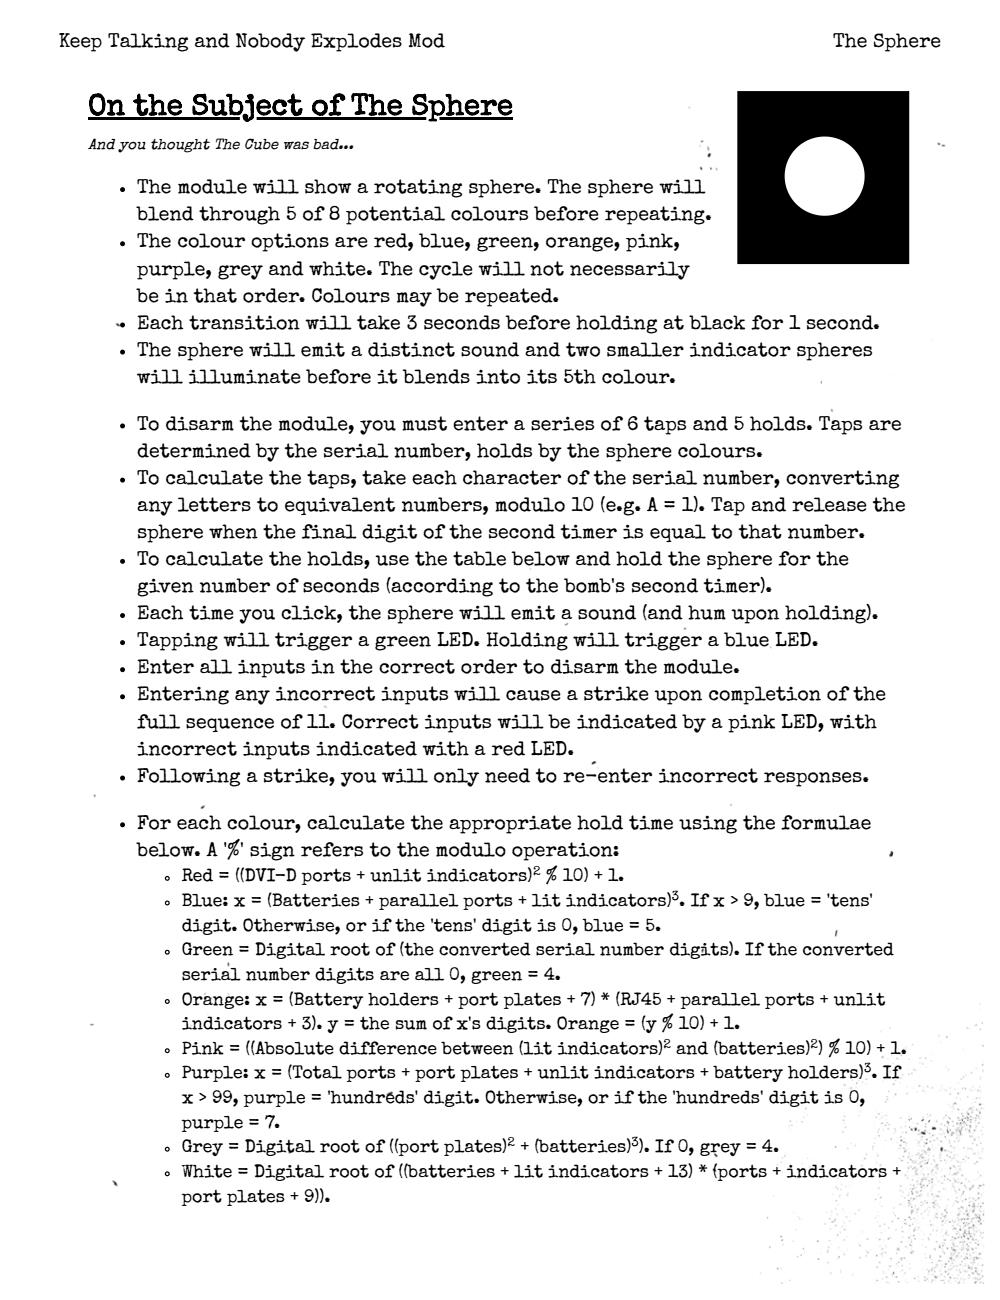 Keep Talking and Nobody Explodes Mod
The Sphere
On the Subject of The Sphere
And you thought The Cube was bad...
• The module will show a rotating sphere. The sphere will
blend through 5 of 8 potential colours before repeating.
• The colour options are red, blue, green, orange, pink,
purple, grey and white. The cycle will not necessarily
be in that order. Colours may be repeated.
• Each transition will take 3 seconds before holding at black for 1 second.
• The sphere will emit a distinct sound and two smaller indicator spheres
will illuminate before it blends into its 5th colour.
• To disarm the module, you must enter a series of 6 taps and 5 holds. Taps are
determined by the serial number, holds by the sphere colours.
• To calculate the taps, take each character of the serial number, converting
any letters to equivalent numbers, modulo 10 (e.g. A = 1). Tap and release the
sphere when the final digit of the second timer is equal to that number.
• To calculate the holds, use the table below and hold the sphere for the
given number of seconds (according to the bomb's second timer).
• Each time you click, the sphere will emit a sound (and hum upon holding).
• Tapping will trigger a green LED. Holding will trigger a blue LED.
• Enter all inputs in the correct order to disarm the module.
• Entering any incorrect inputs will cause a strike upon completion of the
full sequence of 11. Correct inputs will be indicated by a pink LED, with
incorrect inputs indicated with a red LED.
• Following a strike, you will only need to re-enter incorrect responses.
• For each colour, calculate the appropriate hold time using the formulae
below. A '%' sign refers to the modulo operation:
◦ Red = ((DVI-D ports + unlit indicators)² % 10) + 1.
◦ Blue: x = (Batteries + parallel ports + lit indicators)³. If x > 9, blue = 'tens'
digit. Otherwise, or if the 'tens' digit is 0, blue = 5.
◦ Green = Digital root of (the converted serial number digits). If the converted
serial number digits are all 0, green = 4.
◦ Orange: x = (Battery holders + port plates + 7) * (RJ45 + parallel ports + unlit
indicators + 3). y = the sum of x's digits. Orange = (y % 10) + 1.
◦ Pink = ((Absolute difference between (lit indicators)² and (batteries)²) % 10) + 1.
◦ Purple: x = (Total ports + port plates + unlit indicators + battery holders)³. If
x > 99, purple = 'hundreds' digit. Otherwise, or if the 'hundreds' digit is 0,
purple = 7.
◦ Grey = Digital root of ((port plates)² + (batteries)³). If 0, grey = 4.
◦ White = Digital root of ((batteries + lit indicators + 13) * (ports + indicators +
port plates + 9)).